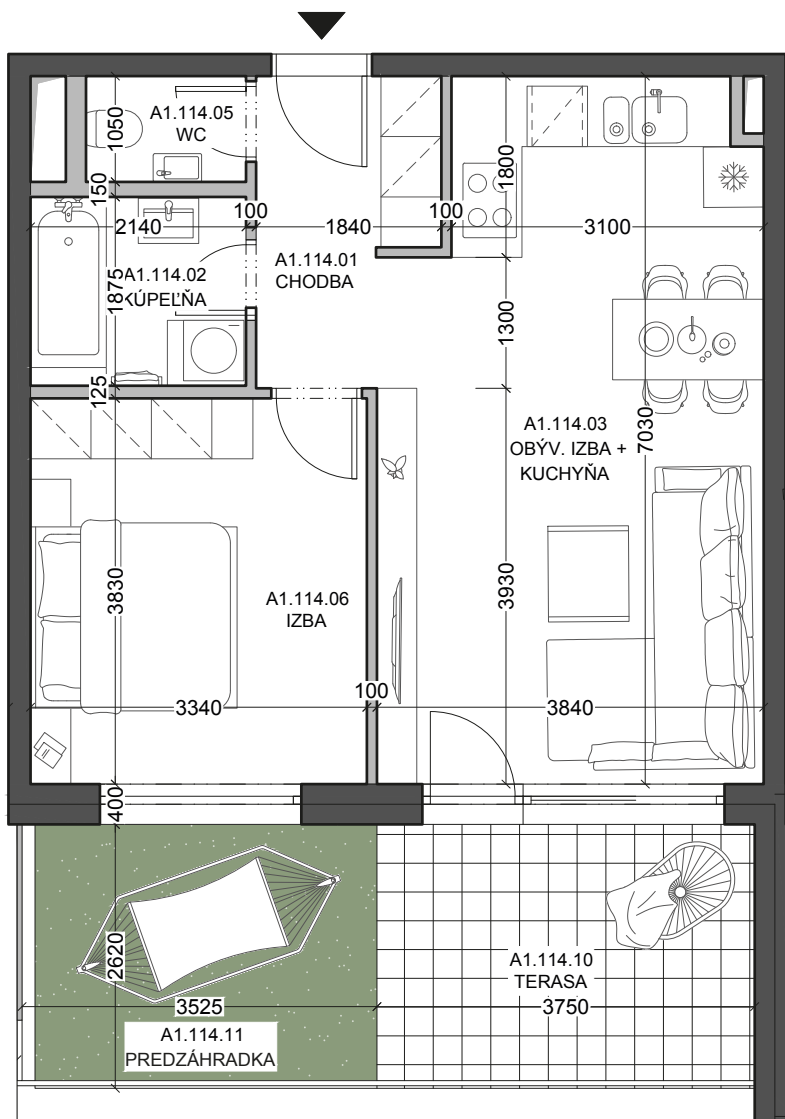 A1.114.05
WC
1050
150
1800
2140
100
1840
100
3100
A1.114.01
CHODBA
A1.114.02
KÚPEĽŇA
1875
1300
125
A1.114.03
OBÝV. IZBA +
KUCHYŇA
7030
3830
3930
A1.114.06
IZBA
3340
100
3840
400
2620
A1.114.10
TERASA
3525
3750
A1.114.11
PREDZÁHRADKA